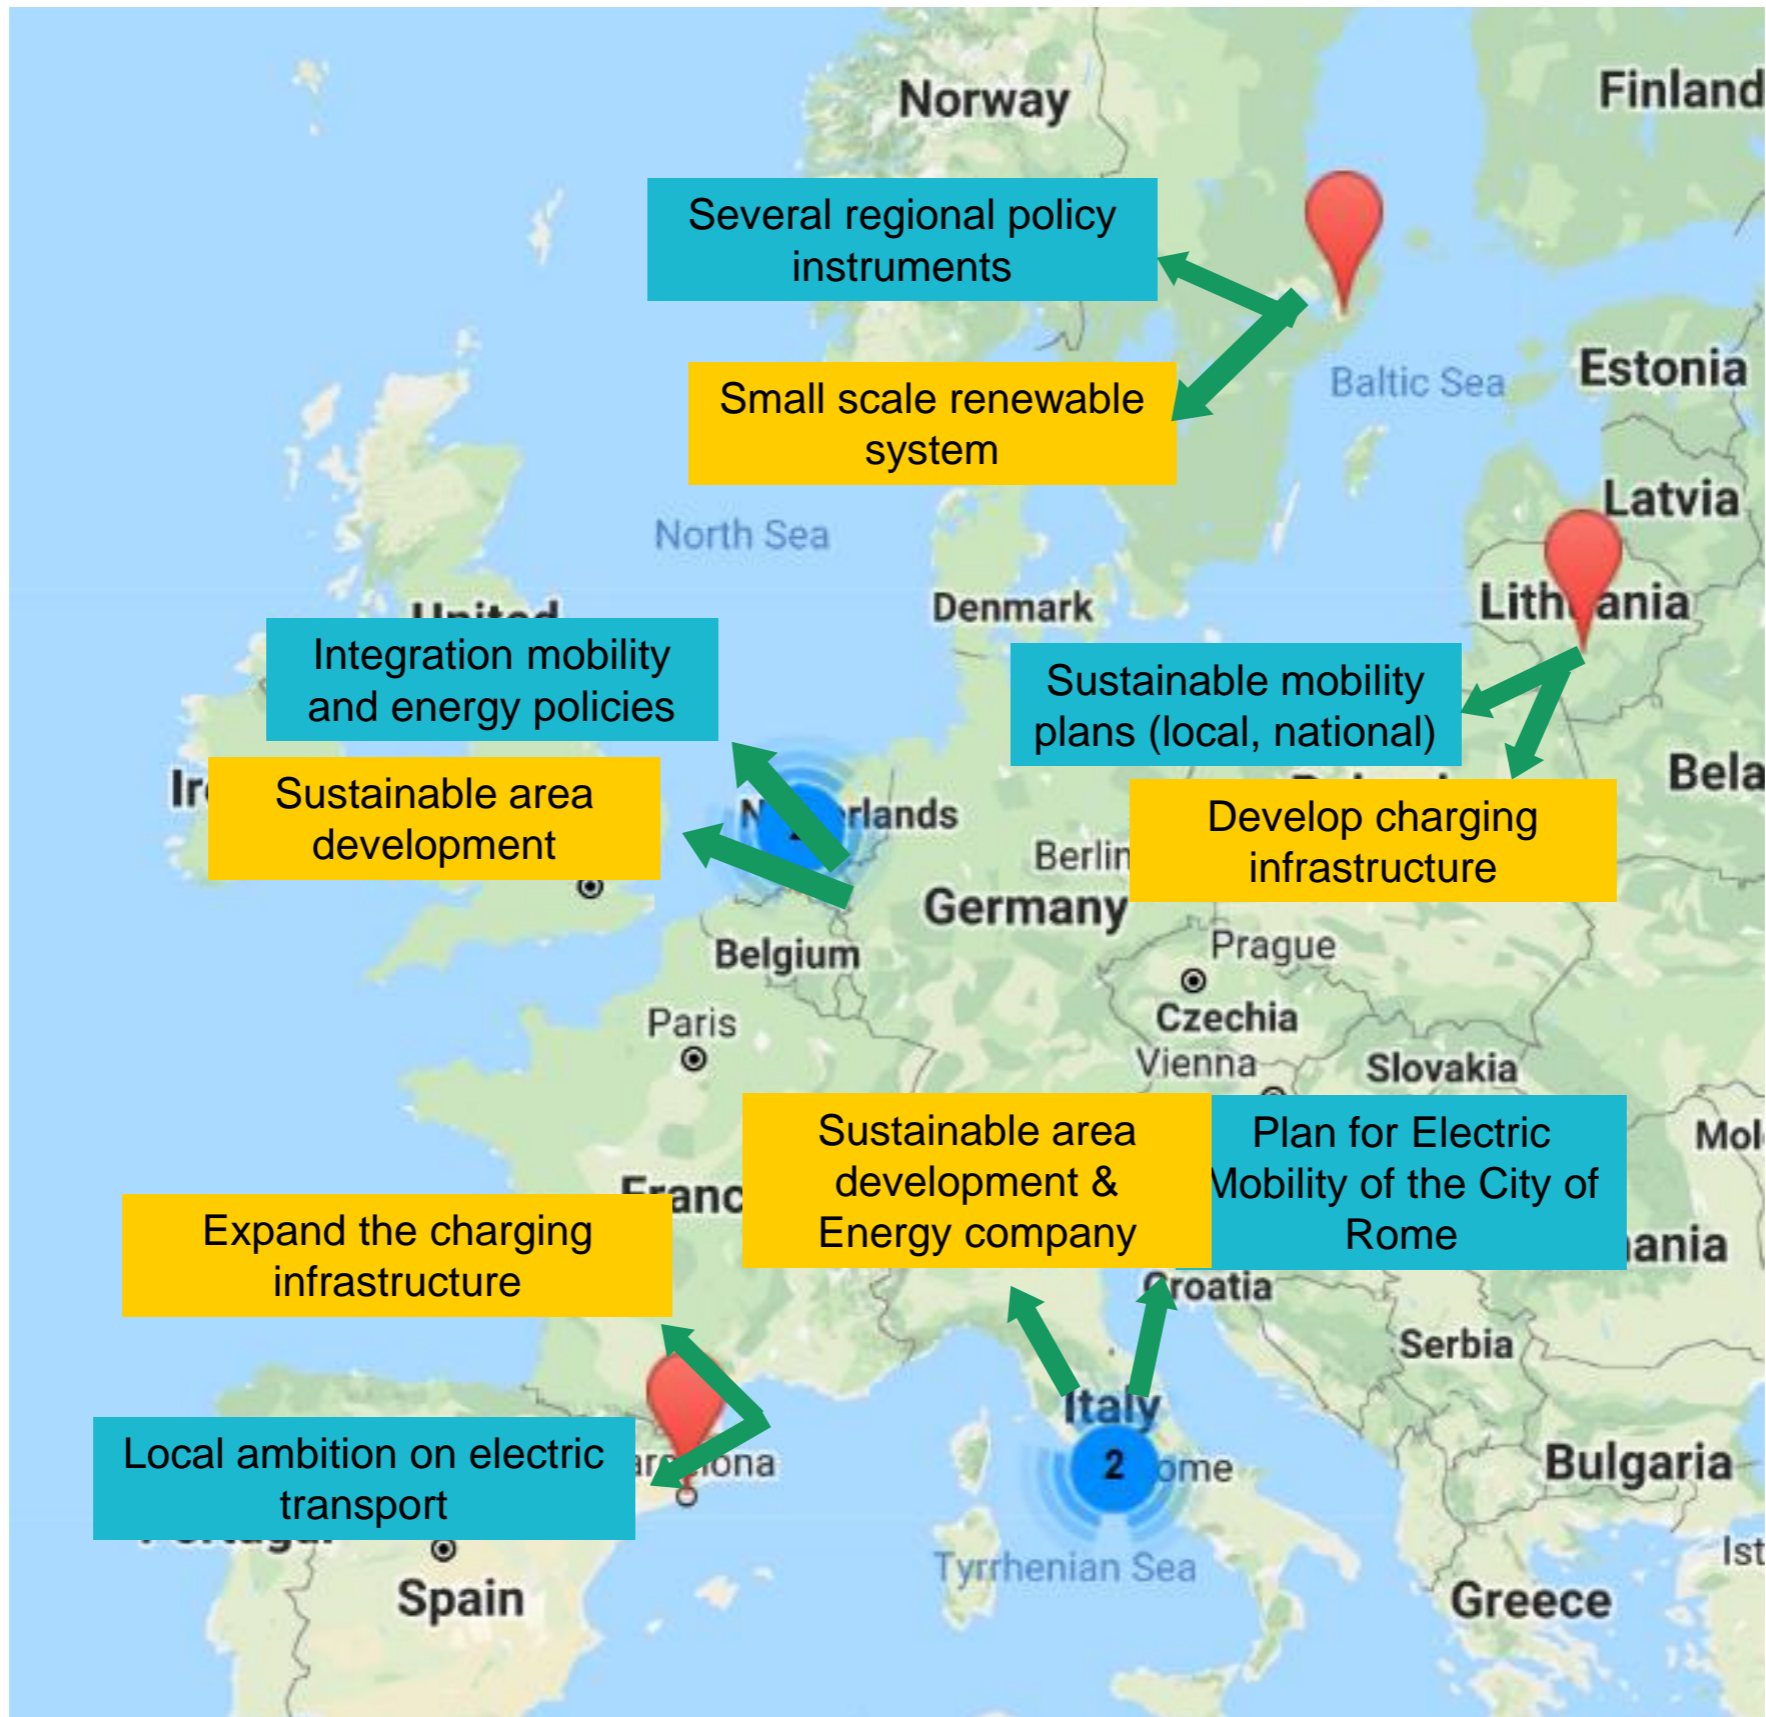 Norway
Finland
Several regional policy
instruments
Small scale renewable
system
Baltic Sea
Estonia
Latvia
North Sea
Denmark
United
Integration mobility
and energy policies
Sustainable mobility
plans (local, national)
Sustainable area
development
Develop charging
infrastructure
Berlin
Germany
Belgium
Prague
Czechia
Paris
Vienna
Slovakia
Sustainable area
development &
Energy company
Plan for Electric
Mobility of the City of
Rome
Expand the charging
infrastructure
Croatia
Serbia
Italy
2
Local ambition on electric
transport
Bulgaria
Tyrrhenian Sea
Spain
Greece